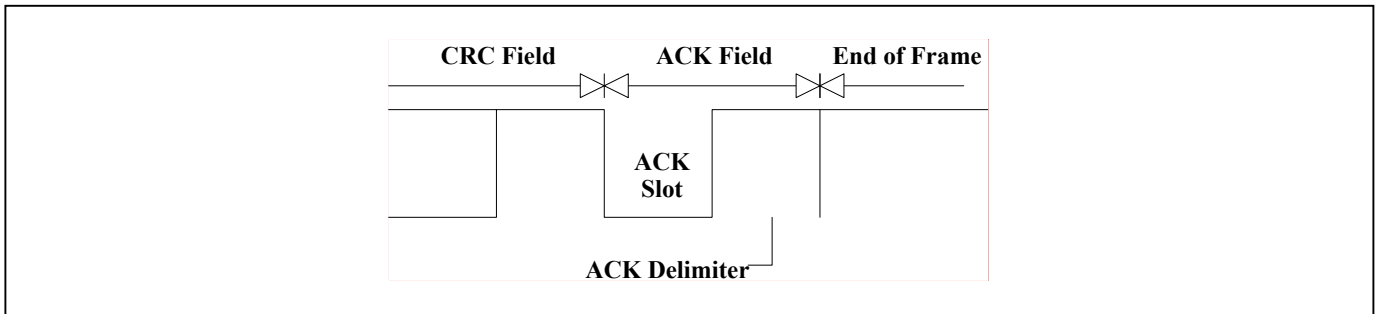 CRC Field ACK Field End of Frame
ACK
Slot
ACK Delimiter